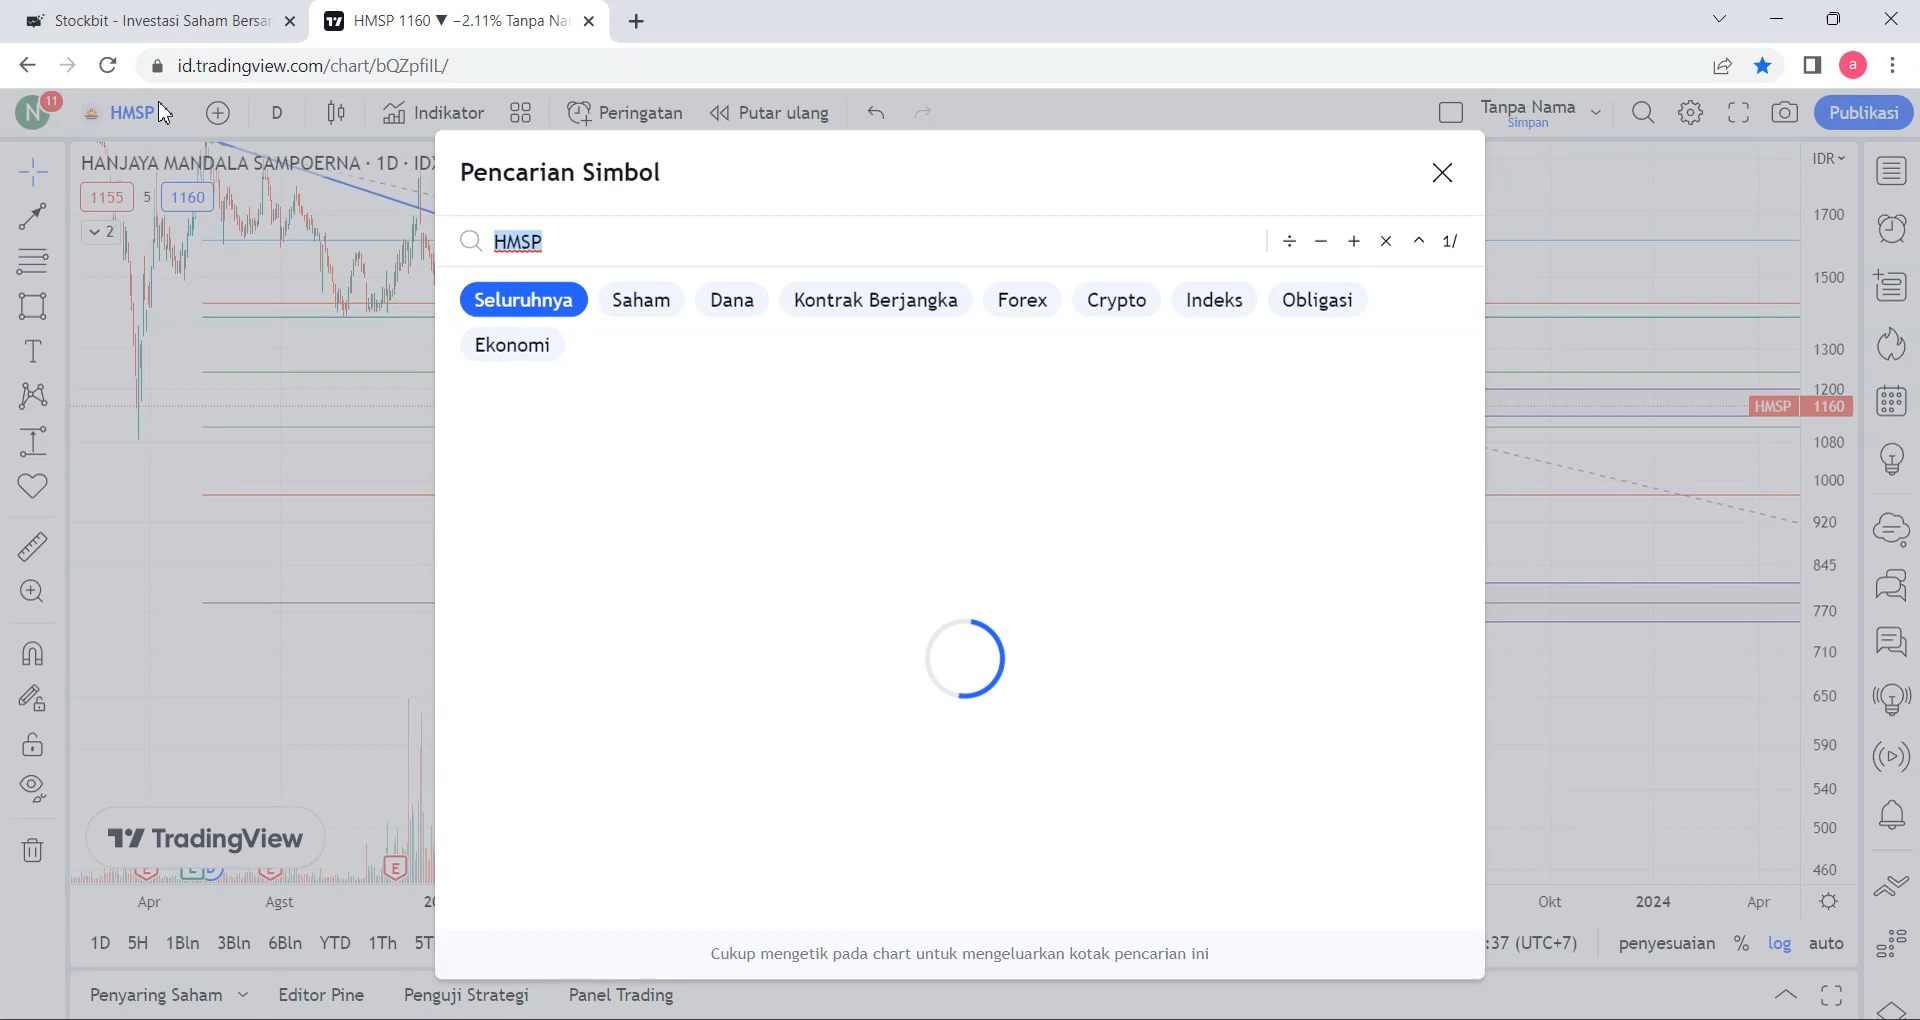 Stockbit - Investasi Saham Bersar
HMSP 1160 ▼ −2.11% Tanpa Na
id.tradingview.com/chart/bQZpfilL/
N 11 HMSP D Indikator Peringatan Putar ulang Tanpa Nama Simpan Publikasi
a
HANJAYA MANDALA SAMPOERNA · 1D · IDX
1155 5 1160
2
Pencarian Simbol
HMSP ÷ − + × ^ 1/
Seluruhnya Saham Dana Kontrak Berjangka Forex Crypto Indeks Obligasi
Ekonomi
IDR
1700
1500
1300
1200
HMSP 1160
1080
1000
920
845
770
710
650
590
540
500
460
TradingView
E
Apr Agst Okt 2024 Apr
1D 5H 1Bln 3Bln 6Bln YTD 1Th 5T
:37 (UTC+7) penyesuaian % log auto
Cukup mengetik pada chart untuk mengeluarkan kotak pencarian ini
Penyaring Saham Editor Pine Penguji Strategi Panel Trading